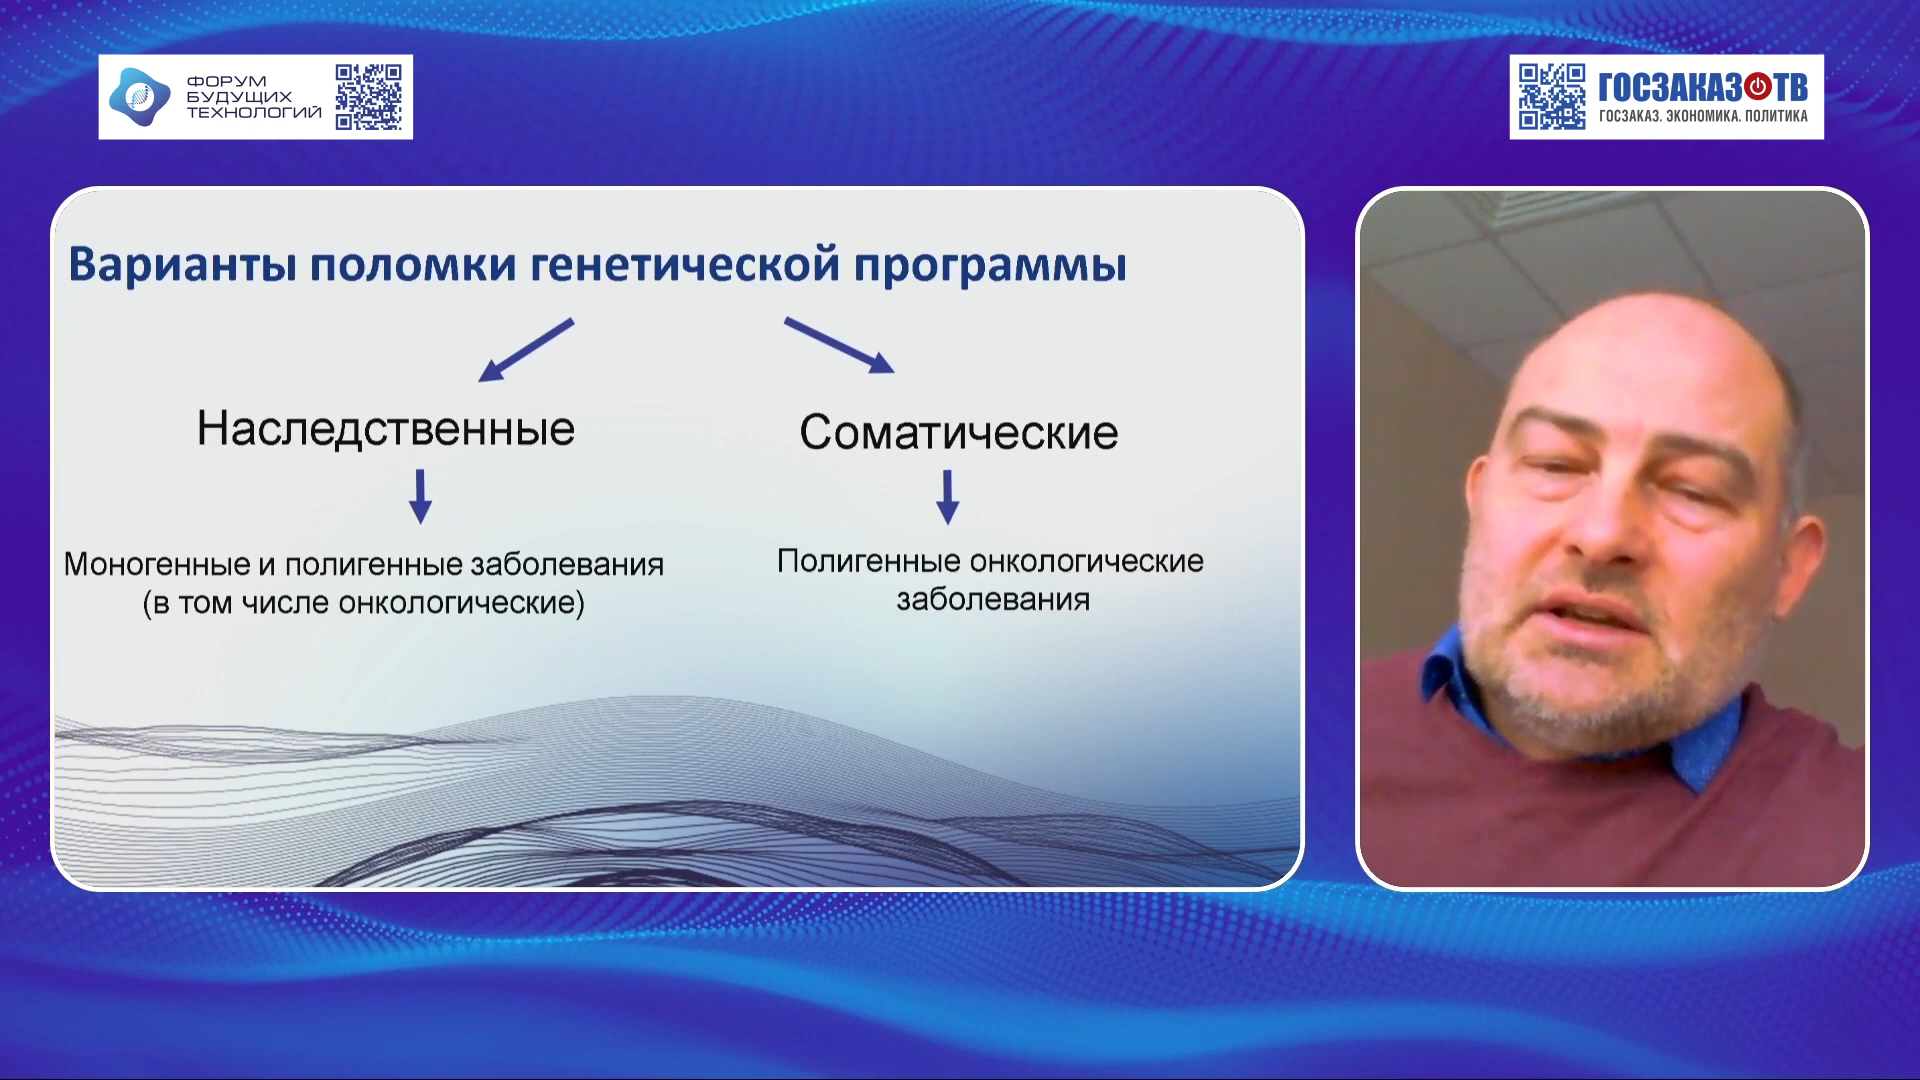 ФОРУМ
БУДУЩИХ
ТЕХНОЛОГИЙ
ГОСЗАКАЗ ТВ
ГОСЗАКАЗ. ЭКОНОМИКА. ПОЛИТИКА
Варианты поломки генетической программы
Наследственные
Соматические
Моногенные и полигенные заболевания
(в том числе онкологические)
Полигенные онкологические
заболевания